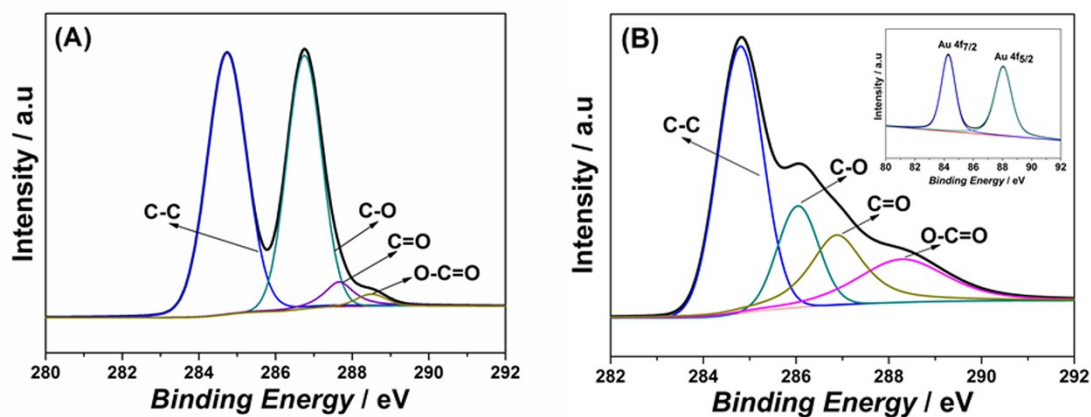 (A)
Intensity / a.u
C-C
C-O
C=O
O-C=O
280 282 284 286 288 290 292
Binding Energy / eV
(B)
Intensity / a.u
C-C
C-O
C=O
O-C=O
282 284 286 288 290 292
Binding Energy / eV
Intensity / a.u
Au 4f7/2
Au 4f5/2
80 82 84 86 88 90 92
Binding Energy / eV